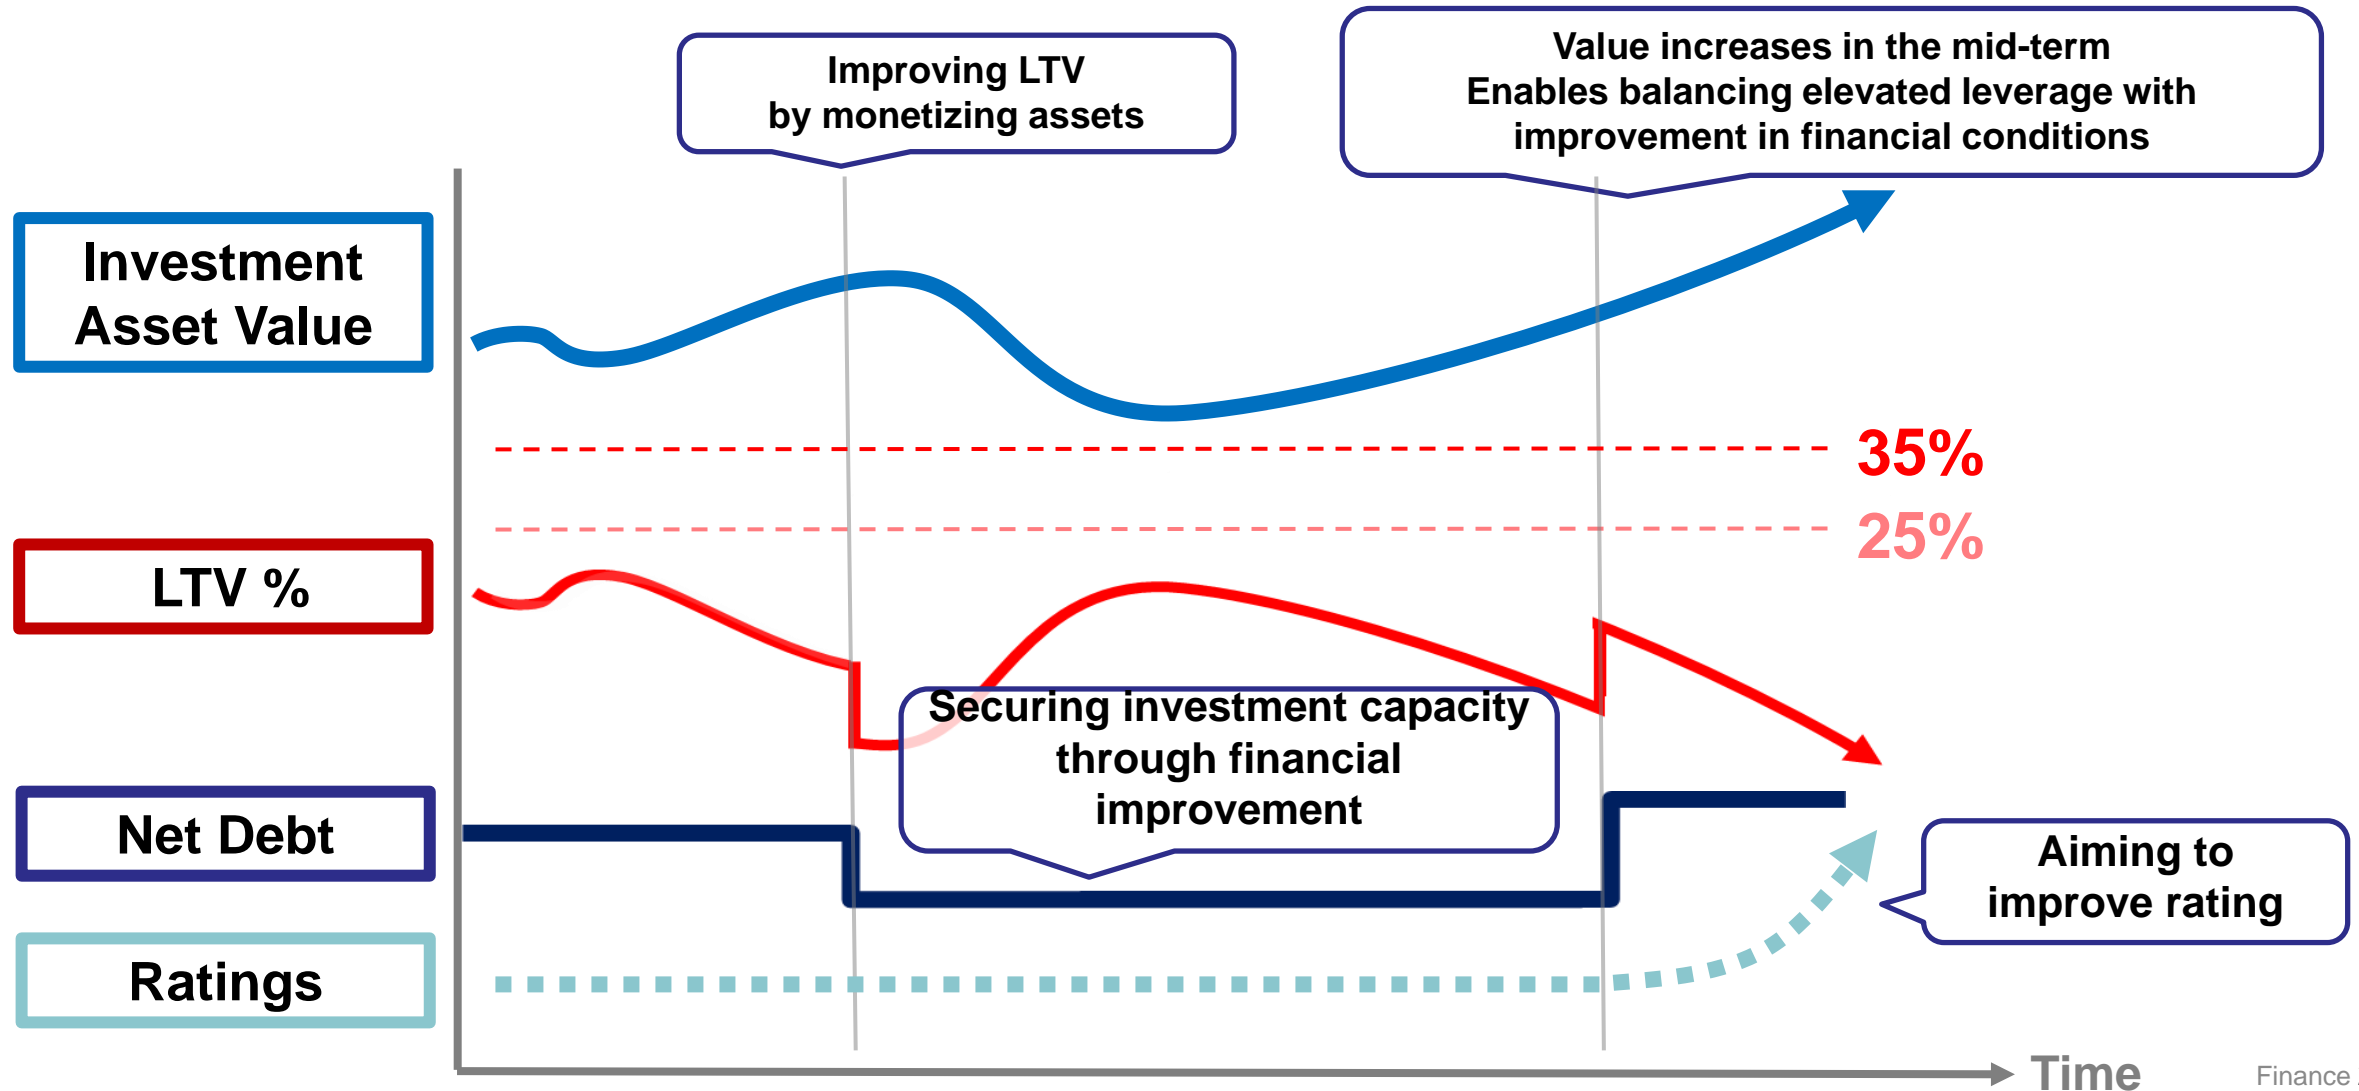 Improving LTV
by monetizing assets
Value increases in the mid-term
Enables balancing elevated leverage with
improvement in financial conditions
Investment
Asset Value
35%
25%
LTV %
Securing investment capacity
through financial
improvement
Net Debt
Aiming to
improve rating
Ratings
Time
Finance